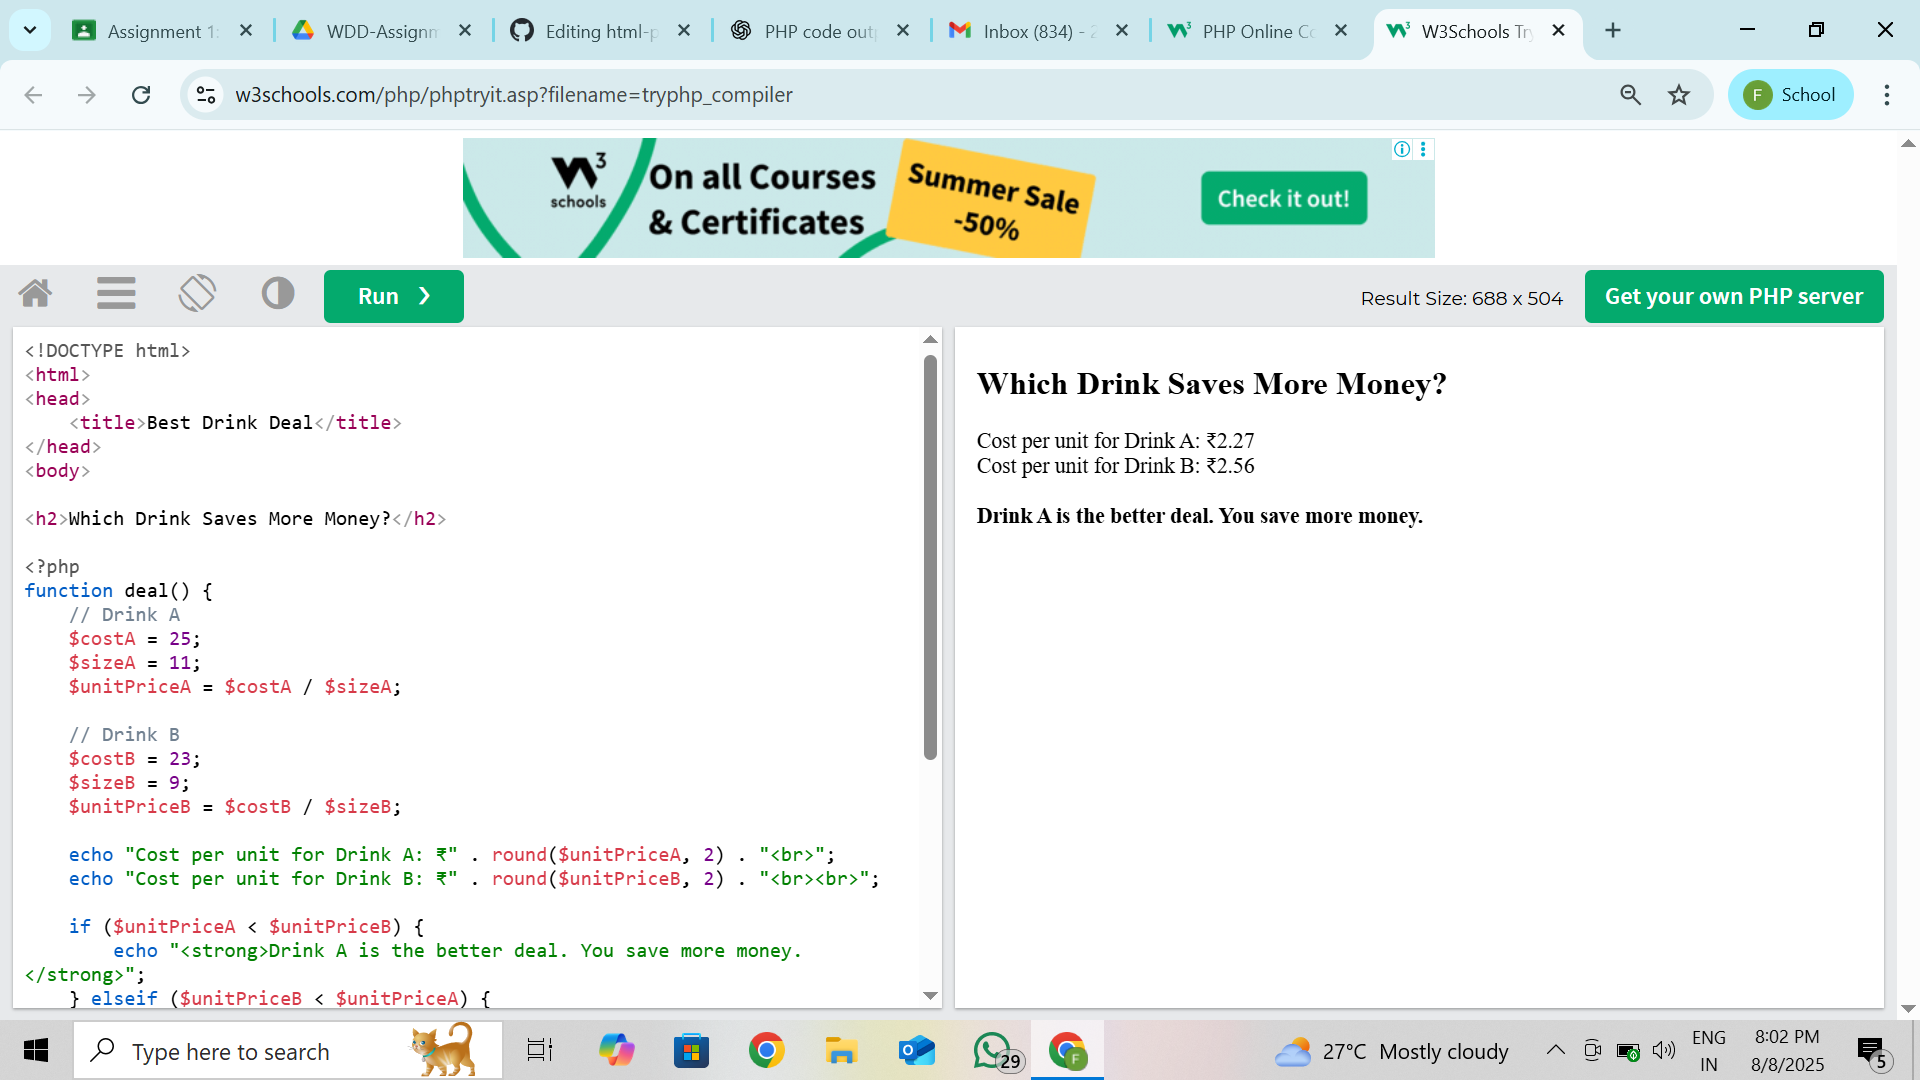 Assignment 1:
WDD-Assignm
Editing html-p
PHP code out
Inbox (834) - 2
PHP Online Co
W3Schools Try
w3schools.com/php/phptryit.asp?filename=tryphp_compiler
F School
W3 schools
On all Courses
& Certificates
Summer Sale
-50%
Check it out!
Run ❯
Result Size: 688 x 504
Get your own PHP server
<!DOCTYPE html>
<html>
<head>
    <title>Best Drink Deal</title>
</head>
<body>
<h2>Which Drink Saves More Money?</h2>
<?php
function deal() {
    // Drink A
    $costA = 25;
    $sizeA = 11;
    $unitPriceA = $costA / $sizeA;
    // Drink B
    $costB = 23;
    $sizeB = 9;
    $unitPriceB = $costB / $sizeB;
    echo "Cost per unit for Drink A: ₹" . round($unitPriceA, 2) . "<br>";
    echo "Cost per unit for Drink B: ₹" . round($unitPriceB, 2) . "<br><br>";
    if ($unitPriceA < $unitPriceB) {
        echo "<strong>Drink A is the better deal. You save more money.
</strong>";
    } elseif ($unitPriceB < $unitPriceA) {
Which Drink Saves More Money?
Cost per unit for Drink A: ₹2.27
Cost per unit for Drink B: ₹2.56
Drink A is the better deal. You save more money.
Type here to search
29
F
27°C Mostly cloudy
ENG
IN
8:02 PM
8/8/2025
5